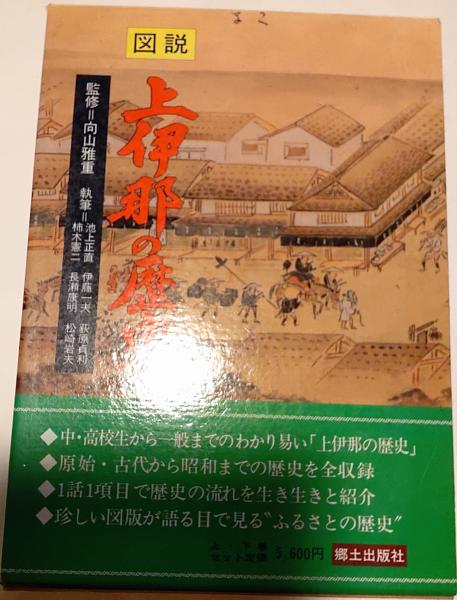 図説
上伊那の歴史
監修＝向山雅重
執筆＝池上正直 伊藤一夫 萩原貞利
柿木憲二 長瀬康明 松崎岩夫
◆中・高校生から一般までのわかり易い「上伊那の歴史」
◆原始・古代から昭和までの歴史を全収録
◆1話1項目で歴史の流れを生き生きと紹介
◆珍しい図版が語る目で見る〝ふるさとの歴史〟
上・下巻
セット定価 5,600円
郷土出版社